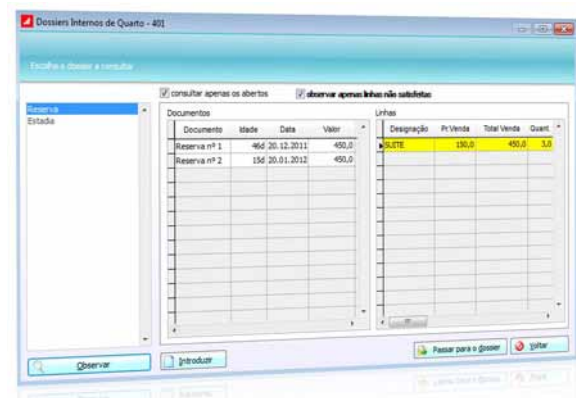 Dossiers Internos de Quarto - 401
Escolha o dossier a consultar
consultar apenas os abertos
observar apenas linhas não satisfeitas
Reserva
Estadia
Documentos
Documento Idade Data Valor
Reserva nº 1 46d 20.12.2011 450,0
Reserva nº 2 15d 20.01.2012 450,0
Linhas
Designação Pr.Venda Total Venda Quant.
SUITE 150,0 450,0 3,0
Observar
Introduzir
Passar para o dossier
Voltar